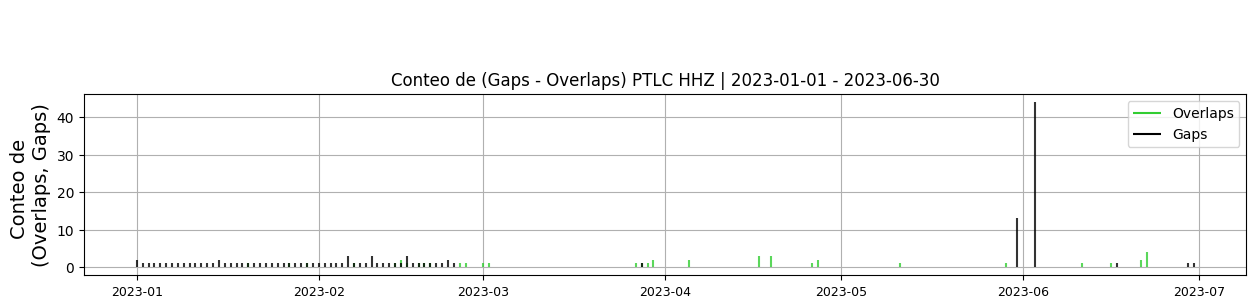 Conteo de (Gaps - Overlaps) PTLC HHZ | 2023-01-01 - 2023-06-30
Conteo de
(Overlaps, Gaps)
40
30
20
10
0
Overlaps
Gaps
2023-01
2023-02
2023-03
2023-04
2023-05
2023-06
2023-07